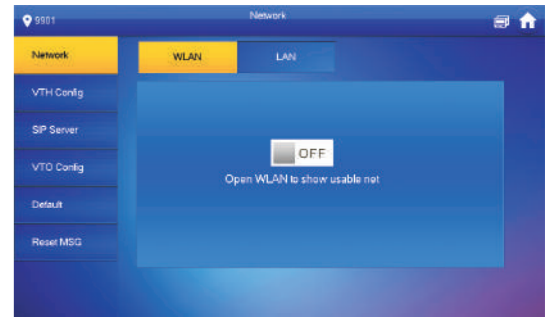 9901
Network
Network
WLAN
LAN
VTH Config
SIP Server
VTO Config
Default
Reset MSG
OFF
Open WLAN to show usable net